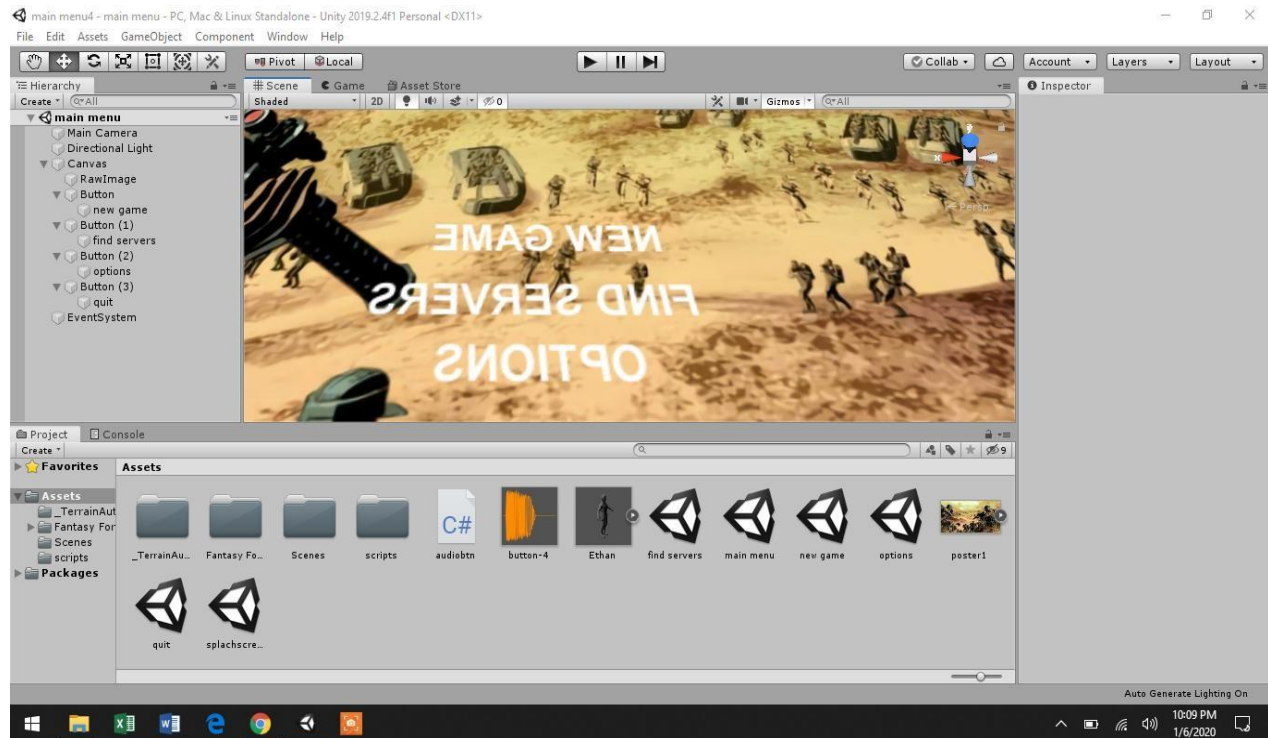 main menu4 - main menu - PC, Mac & Linux Standalone - Unity 2019.2.4f1 Personal <DX11>
File Edit Assets GameObject Component Window Help
Pivot Local Collab Account Layers Layout
Hierarchy
Create All
main menu
Main Camera
Directional Light
Canvas
RawImage
Button
new game
Button (1)
find servers
Button (2)
options
Button (3)
quit
EventSystem
Scene Game Asset Store
Shaded 2D 0 Gizmos All
y
x
Persp
NEW GAME
FIND SERVERS
OPTIONS
Inspector
Project Console
Create 9
Favorites
Assets
_TerrainAut
Fantasy For
Scenes
scripts
Packages
Assets
C#
_TerrainAu... Fantasy Fo... Scenes scripts audiobtn button-4 Ethan find servers main menu new game options poster1
quit splachscre...
Auto Generate Lighting On
10:09 PM
1/6/2020